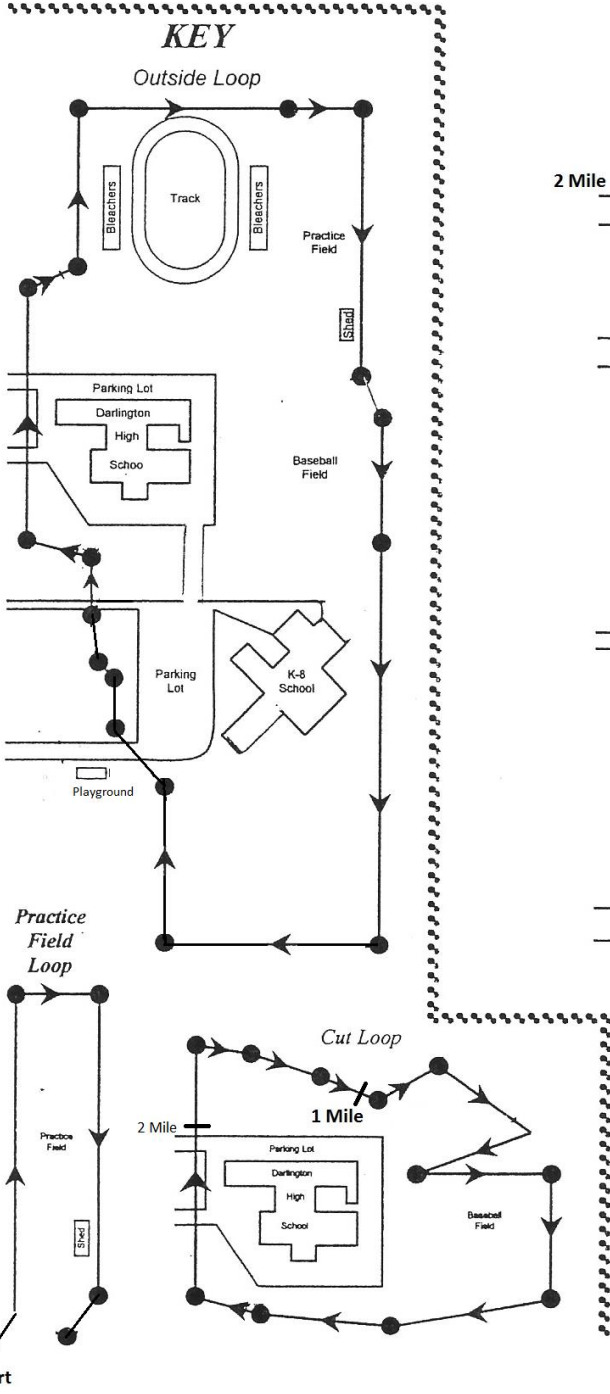 KEY
Outside Loop
2 Mile
Bleachers
Track
Bleachers
Practice
Field
Shed
Parking Lot
Darlington
High
Schoo
Baseball
Field
Parking
Lot
K-8
School
Playground
Practice
Field
Loop
Practice
Field
Shed
rt
Cut Loop
1 Mile
2 Mile
Parking Lot
Darlington
High
School
Baseball
Field